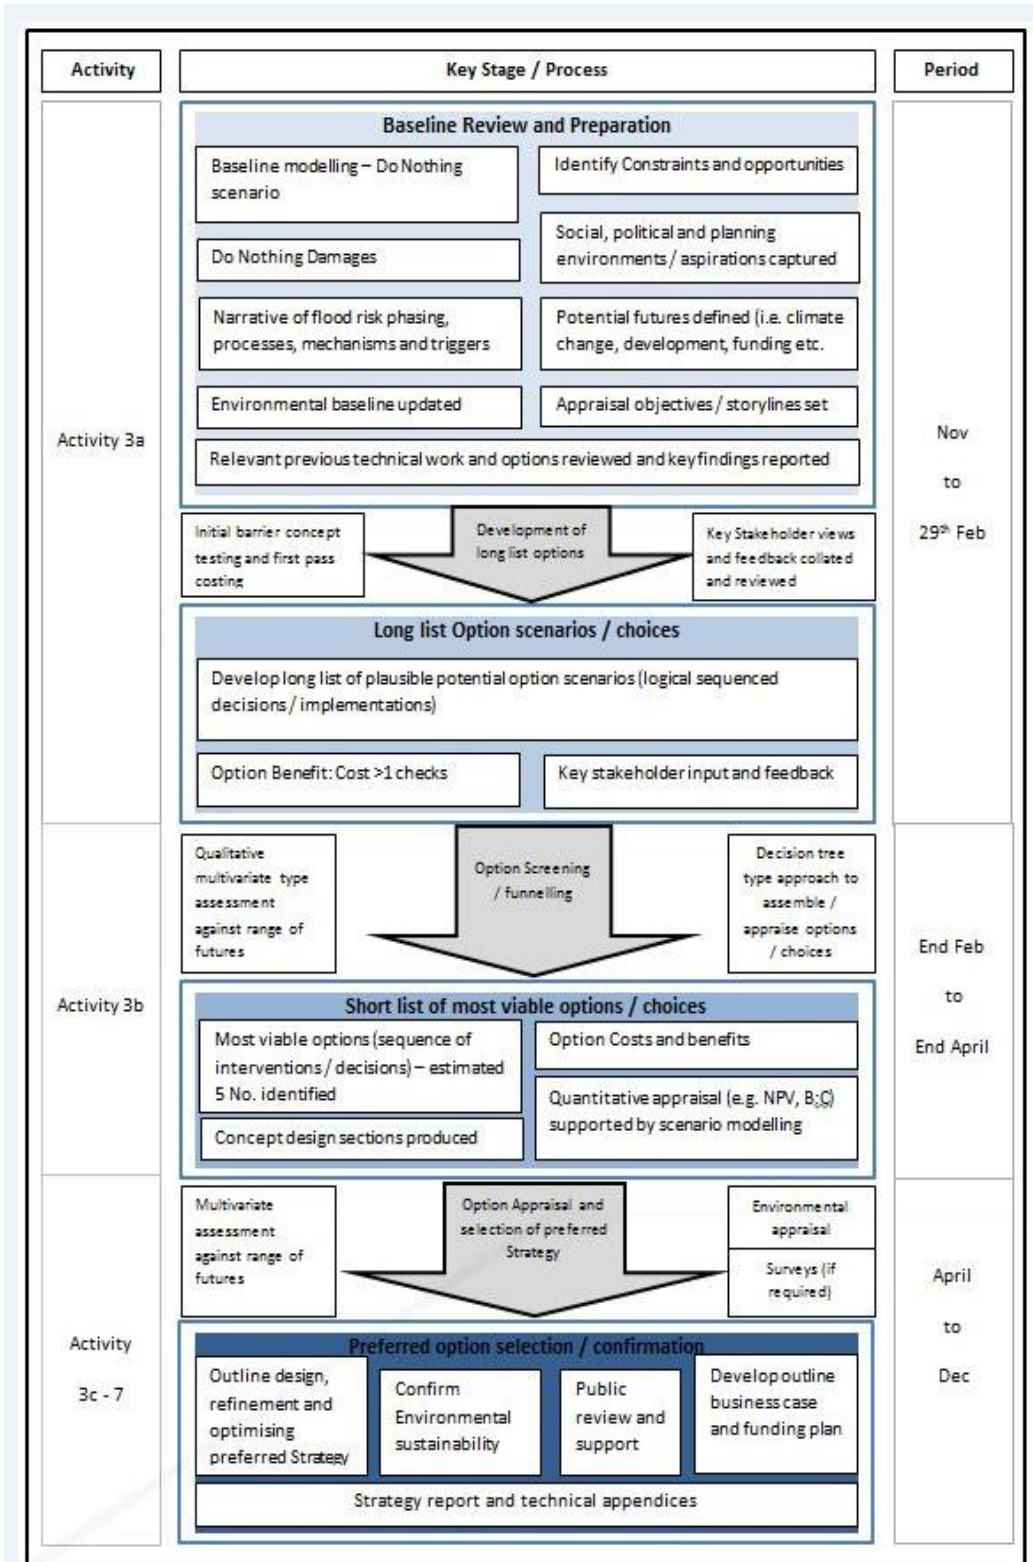 Activity
Key Stage / Process
Period
Baseline Review and Preparation
Baseline modelling – Do Nothing
scenario
Identify Constraints and opportunities
Do Nothing Damages
Social, political and planning
environments / aspirations captured
Narrative of flood risk phasing,
processes, mechanisms and triggers
Potential futures defined (i.e. climate
change, development, funding etc.
Environmental baseline updated
Appraisal objectives / storylines set
Relevant previous technical work and options reviewed and key findings reported
Activity 3a
Nov
to
29th Feb
Initial barrier concept
testing and first pass
costing
Development of
long list options
Key Stakeholder views
and feedback collated
and reviewed
Long list Option scenarios / choices
Develop long list of plausible potential option scenarios (logical sequenced
decisions / implementations)
Option Benefit: Cost >1 checks
Key stakeholder input and feedback
Qualitative
multivariate type
assessment
against range of
futures
Option Screening
/ funnelling
Decision tree
type approach to
assemble /
appraise options
/ choices
Activity 3b
End Feb
to
End April
Short list of most viable options / choices
Most viable options (sequence of
interventions / decisions) – estimated
5 No. identified
Option Costs and benefits
Concept design sections produced
Quantitative appraisal (e.g. NPV, B:C)
supported by scenario modelling
Multivariate
assessment
against range of
futures
Option Appraisal and
selection of preferred
Strategy
Environmental
appraisal
Surveys (if
required)
Activity
3c - 7
April
to
Dec
Preferred option selection / confirmation
Outline design,
refinement and
optimising
preferred Strategy
Confirm
Environmental
sustainability
Public
review and
support
Develop outline
business case
and funding plan
Strategy report and technical appendices